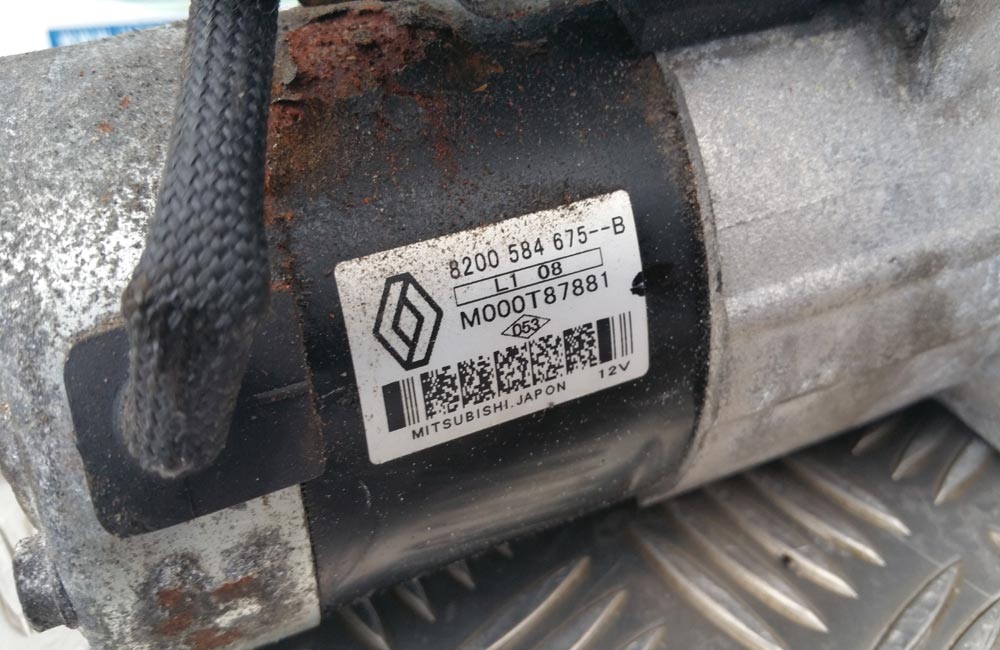 8200 584 675--B
L1 08
M000T87881
053
MITSUBISHI.JAPON 12V